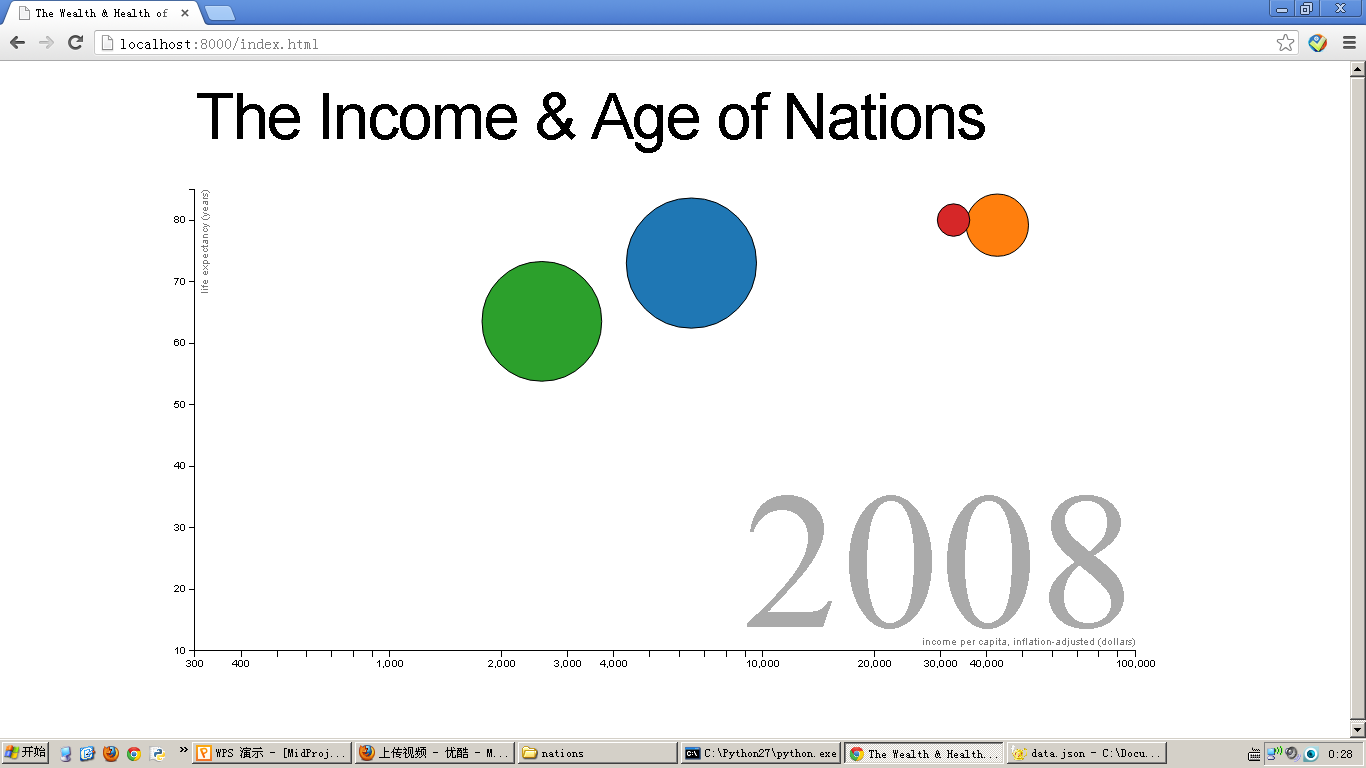 The Wealth & Health of
localhost:8000/index.html
The Income & Age of Nations
life expectancy (years)
80
70
60
50
40
30
20
10
2008
income per capita, inflation-adjusted (dollars)
300 400 1,000 2,000 3,000 4,000 10,000 20,000 30,000 40,000 100,000
开始 » WPS 演示 - [MidProj... 上传视频 - 优酷 - M... nations C:\Python27\python.exe The Wealth & Health... data.json - C:\Docu... 0:28